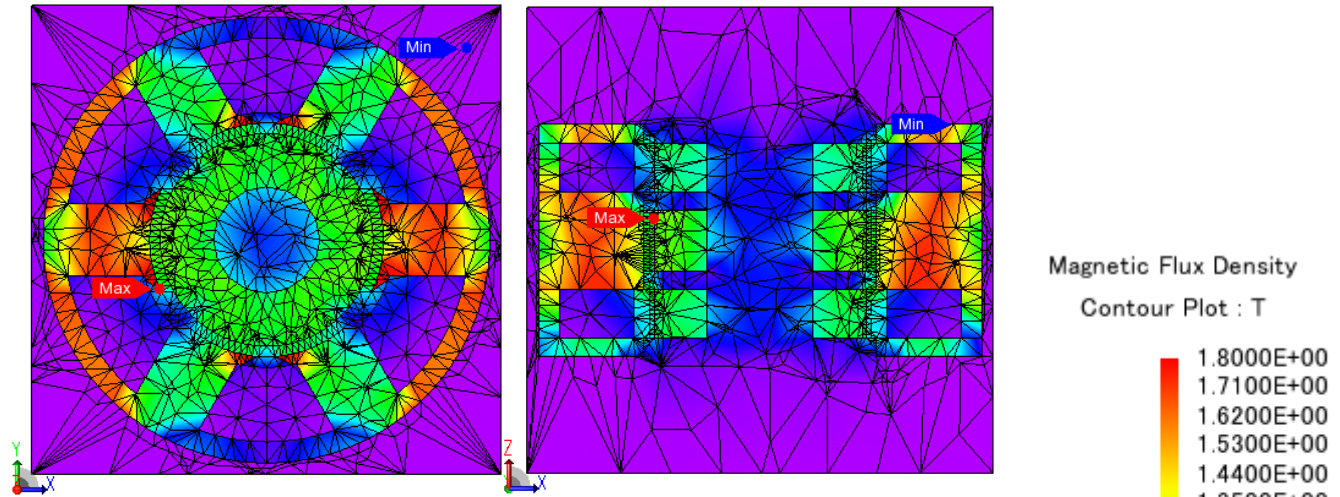 Min
Max
Y
X
Min
Max
Z
X
Magnetic Flux Density
Contour Plot : T
1.8000E+00
1.7100E+00
1.6200E+00
1.5300E+00
1.4400E+00